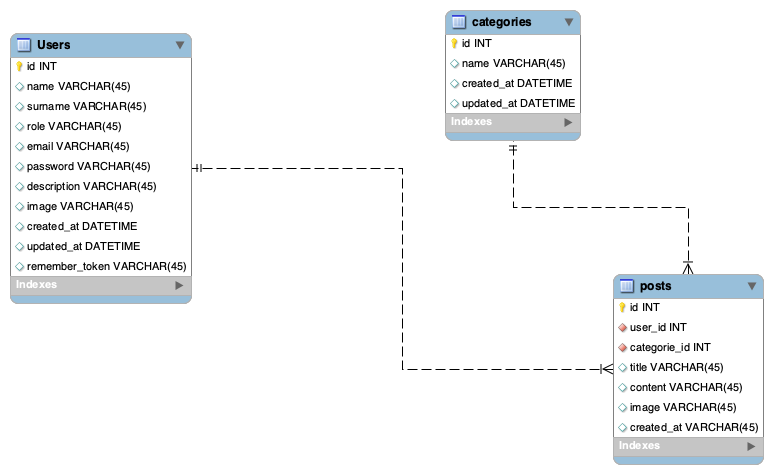 Users
id INT
name VARCHAR(45)
surname VARCHAR(45)
role VARCHAR(45)
email VARCHAR(45)
password VARCHAR(45)
description VARCHAR(45)
image VARCHAR(45)
created_at DATETIME
updated_at DATETIME
remember_token VARCHAR(45)
Indexes
categories
id INT
name VARCHAR(45)
created_at DATETIME
updated_at DATETIME
Indexes
posts
id INT
user_id INT
categorie_id INT
title VARCHAR(45)
content VARCHAR(45)
image VARCHAR(45)
created_at VARCHAR(45)
Indexes